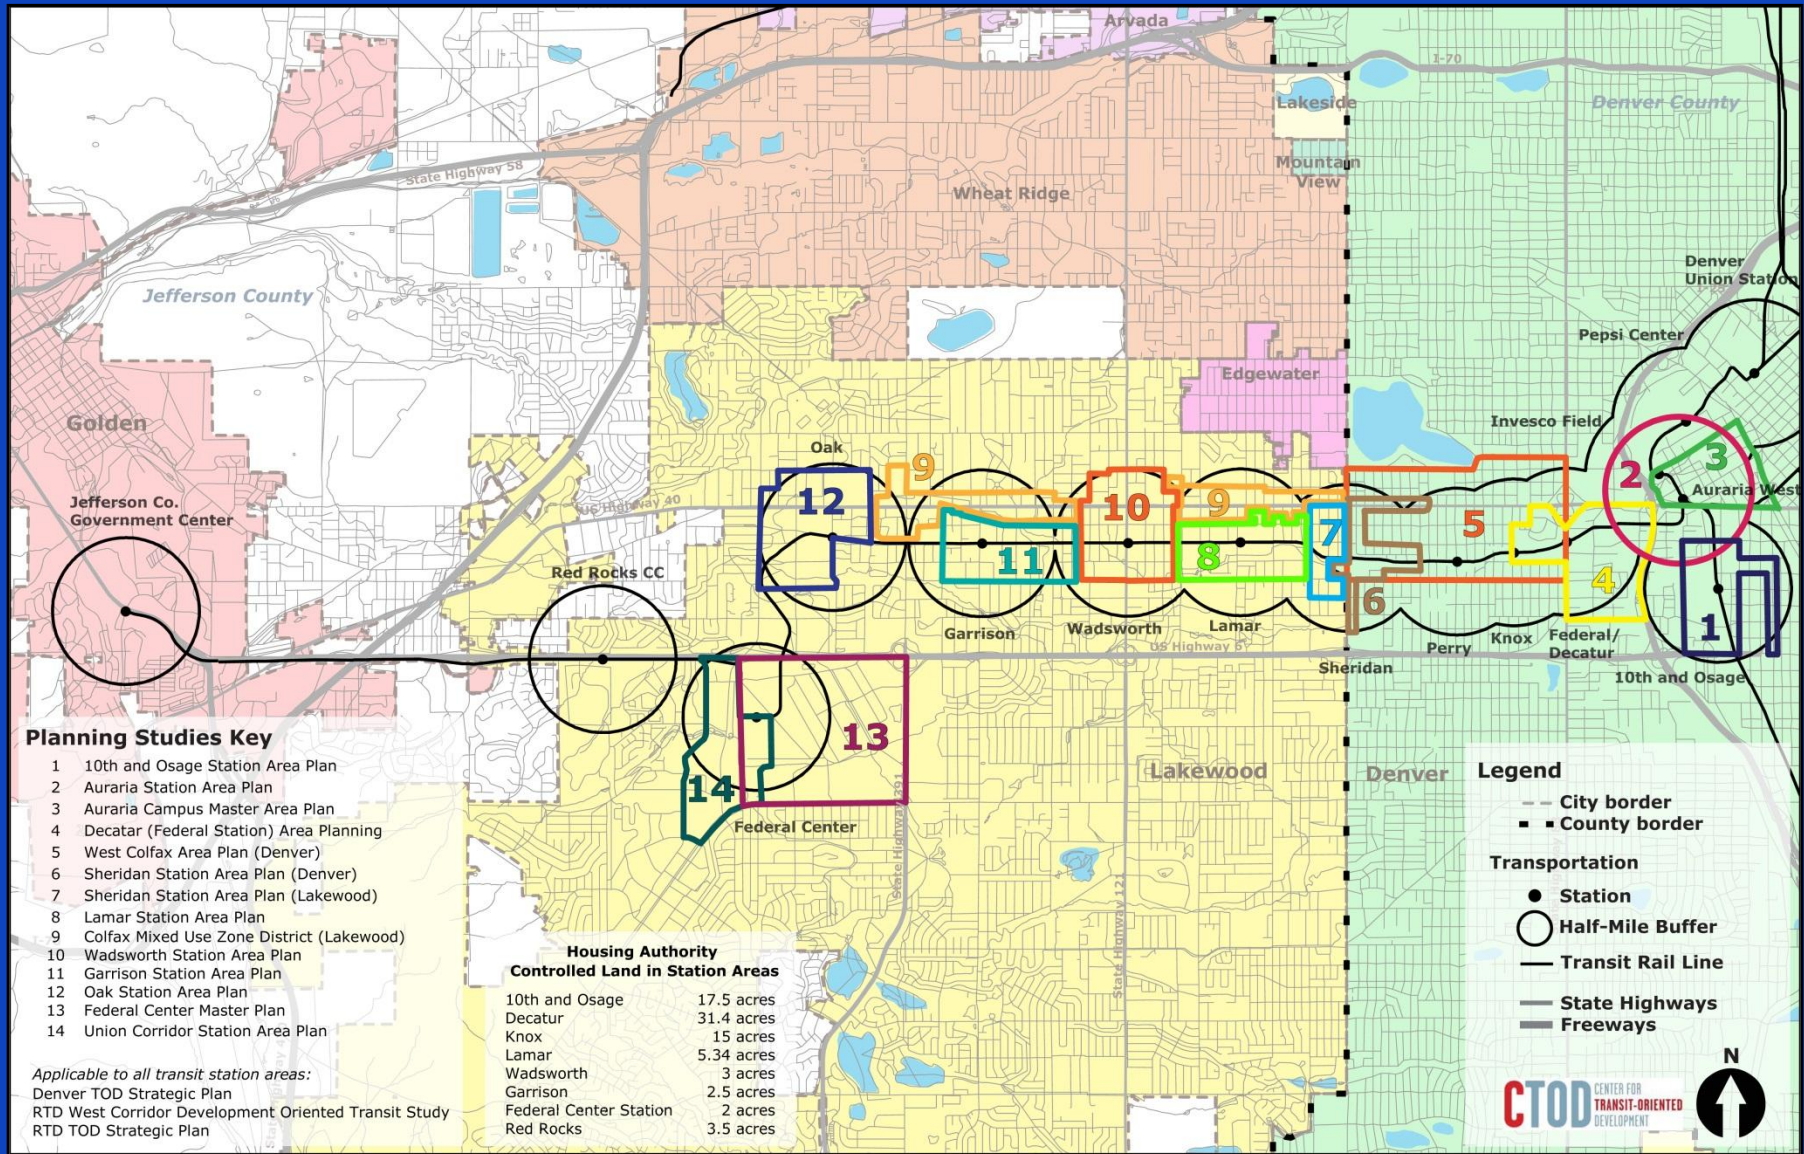 Arvada
I-70
Lakeside
Denver County
State Highway 58
Mountain
View
Wheat Ridge
Denver
Union Station
Jefferson County
Pepsi Center
Edgewater
Golden
Invesco Field
Oak
9
2
3
12
Auraria West
Jefferson Co.
Government Center
US Highway 40
10
9
5
7
8
11
Red Rocks CC
4
6
1
Garrison
Wadsworth
Lamar
US Highway 6
Perry
Knox
Federal/
Decatur
Sheridan
10th and Osage
13
14
Lakewood
Denver
Federal Center
State Highway 391
State Highway 121
Planning Studies Key
1 10th and Osage Station Area Plan
2 Auraria Station Area Plan
3 Auraria Campus Master Area Plan
4 Decatar (Federal Station) Area Planning
5 West Colfax Area Plan (Denver)
6 Sheridan Station Area Plan (Denver)
7 Sheridan Station Area Plan (Lakewood)
8 Lamar Station Area Plan
9 Colfax Mixed Use Zone District (Lakewood)
10 Wadsworth Station Area Plan
11 Garrison Station Area Plan
12 Oak Station Area Plan
13 Federal Center Master Plan
14 Union Corridor Station Area Plan
Applicable to all transit station areas:
Denver TOD Strategic Plan
RTD West Corridor Development Oriented Transit Study
RTD TOD Strategic Plan
Housing Authority
Controlled Land in Station Areas
10th and Osage 17.5 acres
Decatur 31.4 acres
Knox 15 acres
Lamar 5.34 acres
Wadsworth 3 acres
Garrison 2.5 acres
Federal Center Station 2 acres
Red Rocks 3.5 acres
Legend
City border
County border
Transportation
Station
Half-Mile Buffer
Transit Rail Line
State Highways
Freeways
N
CTOD CENTER FOR
TRANSIT-ORIENTED
DEVELOPMENT